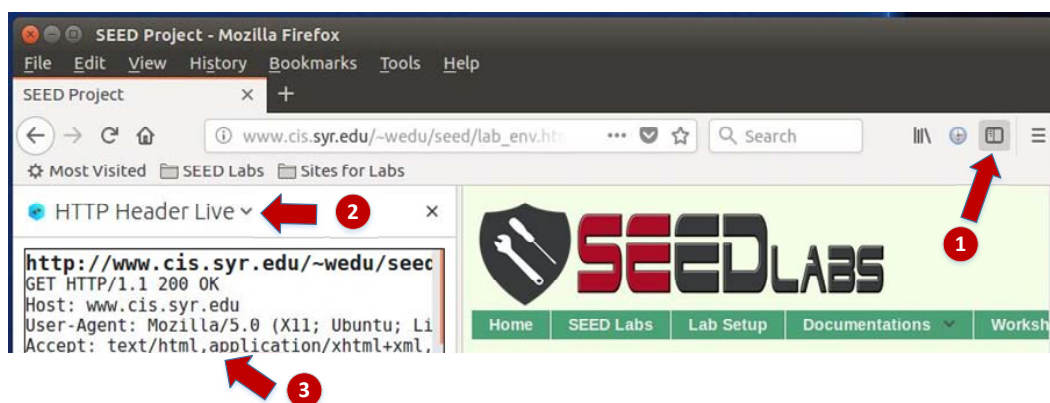 SEED Project - Mozilla Firefox
File Edit View History Bookmarks Tools Help
SEED Project × +
www.cis.syr.edu/~wedu/seed/lab_env.ht ••• Search
Most Visited SEED Labs Sites for Labs
HTTP Header Live 2 ×
1
http://www.cis.syr.edu/~wedu/seed
GET HTTP/1.1 200 OK
Host: www.cis.syr.edu
User-Agent: Mozilla/5.0 (X11; Ubuntu; Li
Accept: text/html,application/xhtml+xml,
SEEDLABS
Home SEED Labs Lab Setup Documentations Worksh
3